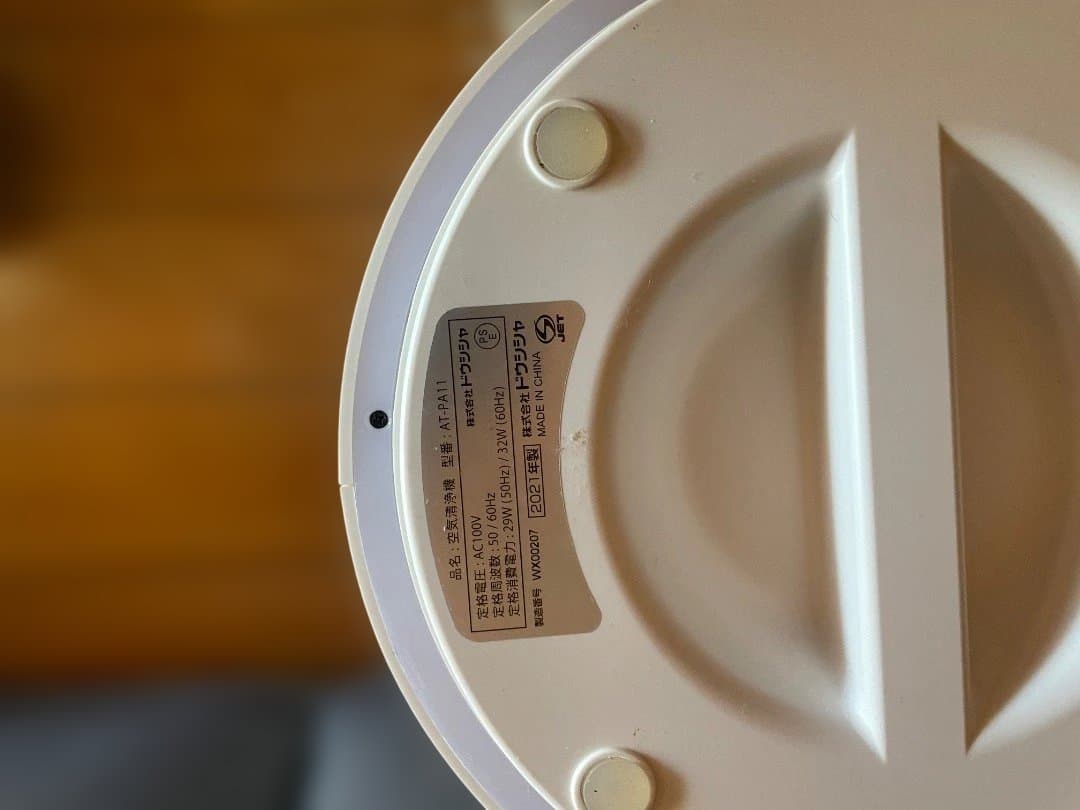 品名：空気清浄機　型番：AT-PA11
定格電圧：AC100V
定格周波数：50 / 60Hz
定格消費電力：29W (50Hz) / 32W (60Hz)
株式会社ドウシシャ
PSE
製造番号 WX00207
2021年製
株式会社ドウシシャ
MADE IN CHINA
JET